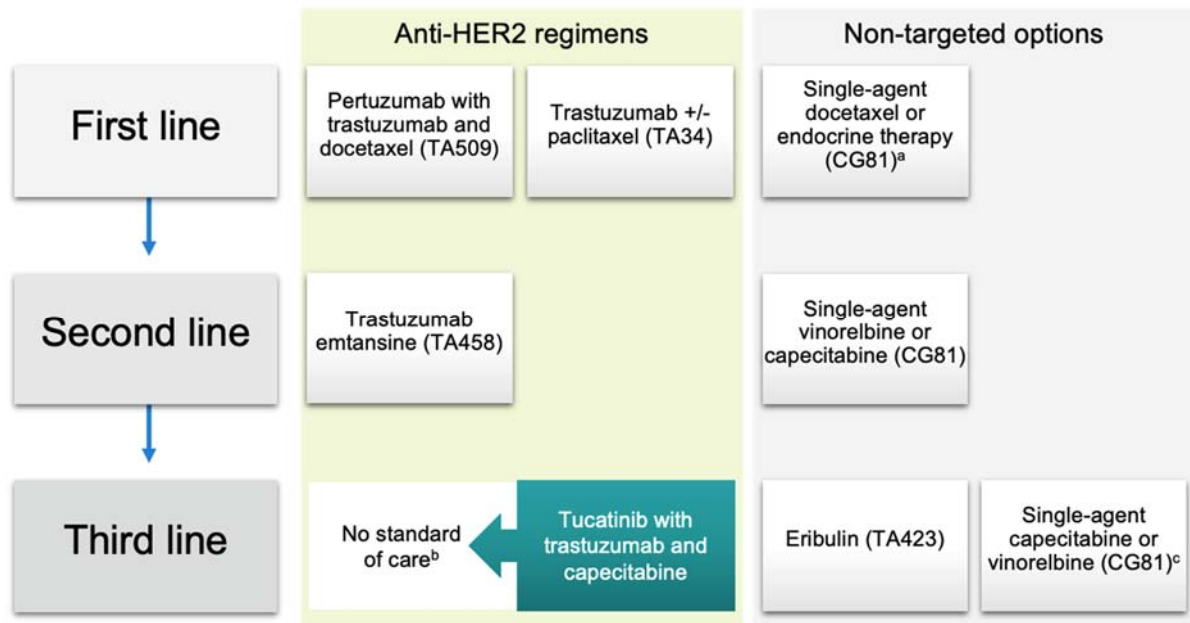 Anti-HER2 regimens
Non-targeted options
First line
Pertuzumab with
trastuzumab and
docetaxel (TA509)
Trastuzumab +/-
paclitaxel (TA34)
Single-agent
docetaxel or
endocrine therapy
(CG81)ᵃ
Second line
Trastuzumab
emtansine (TA458)
Single-agent
vinorelbine or
capecitabine (CG81)
Third line
No standard
of careᵇ
Tucatinib with
trastuzumab and
capecitabine
Eribulin (TA423)
Single-agent
capecitabine or
vinorelbine (CG81)ᶜ